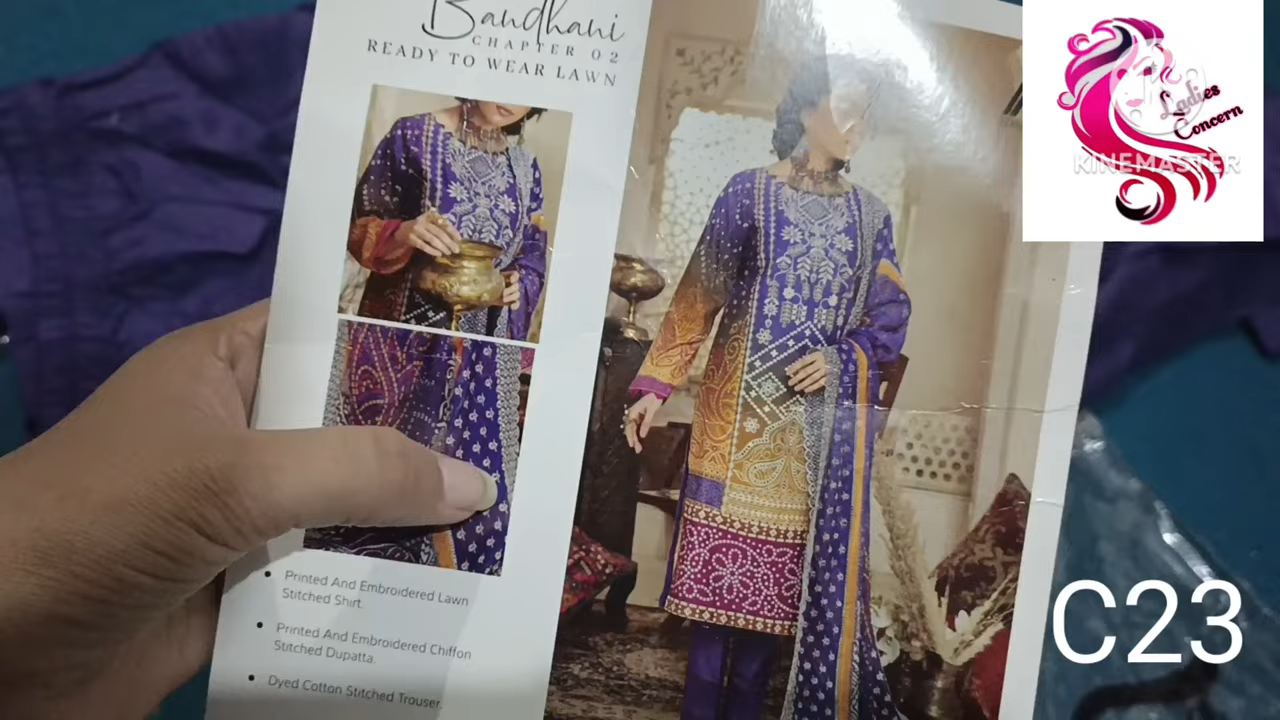 Bandhani
CHAPTER 02
READY TO WEAR LAWN
Printed And Embroidered Lawn
Stitched Shirt.
Printed And Embroidered Chiffon
Stitched Dupatta.
Dyed Cotton Stitched Trouser.
Ladies
Concern
KINEMASTER
C23